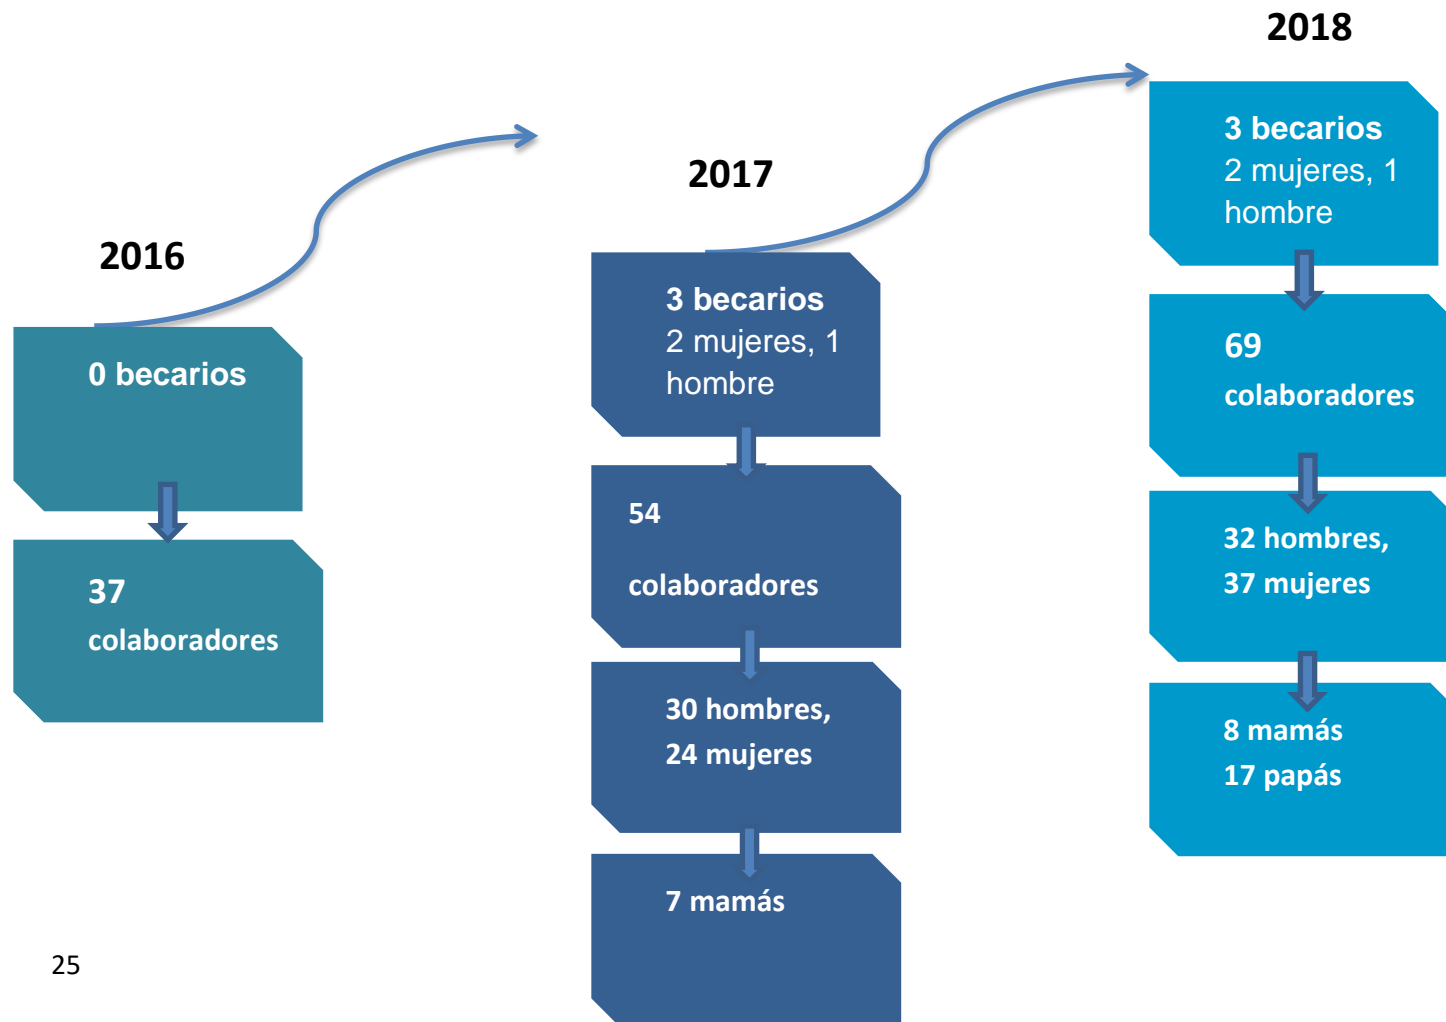 2016
0 becarios
37
colaboradores
2017
3 becarios
2 mujeres, 1
hombre
54
colaboradores
30 hombres,
24 mujeres
7 mamás
2018
3 becarios
2 mujeres, 1
hombre
69
colaboradores
32 hombres,
37 mujeres
8 mamás
17 papás
25